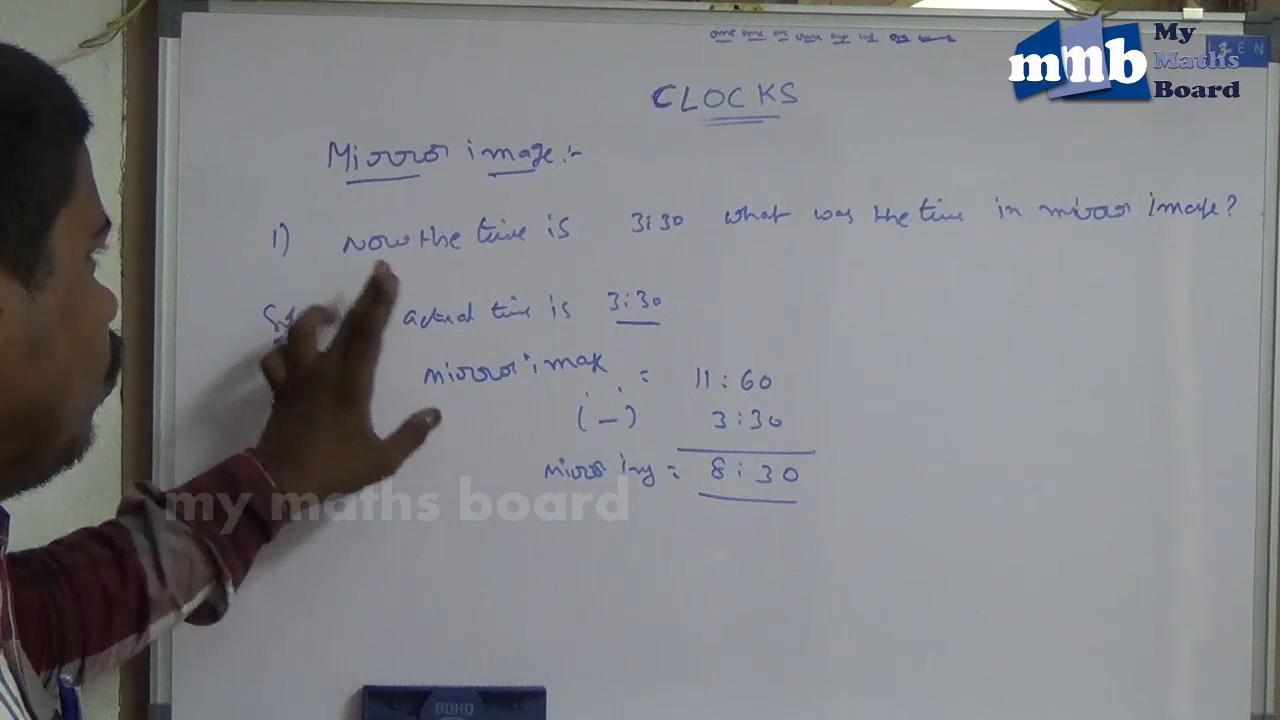 mnb My Maths Board
CLOCKS
Mirror image:-
1) Now the time is 3:30 what was the time in mirror image?
actual time is 3:30
mirror image = 11:60
(-) 3:30
mirror img = 8:30
my maths board
SOHO